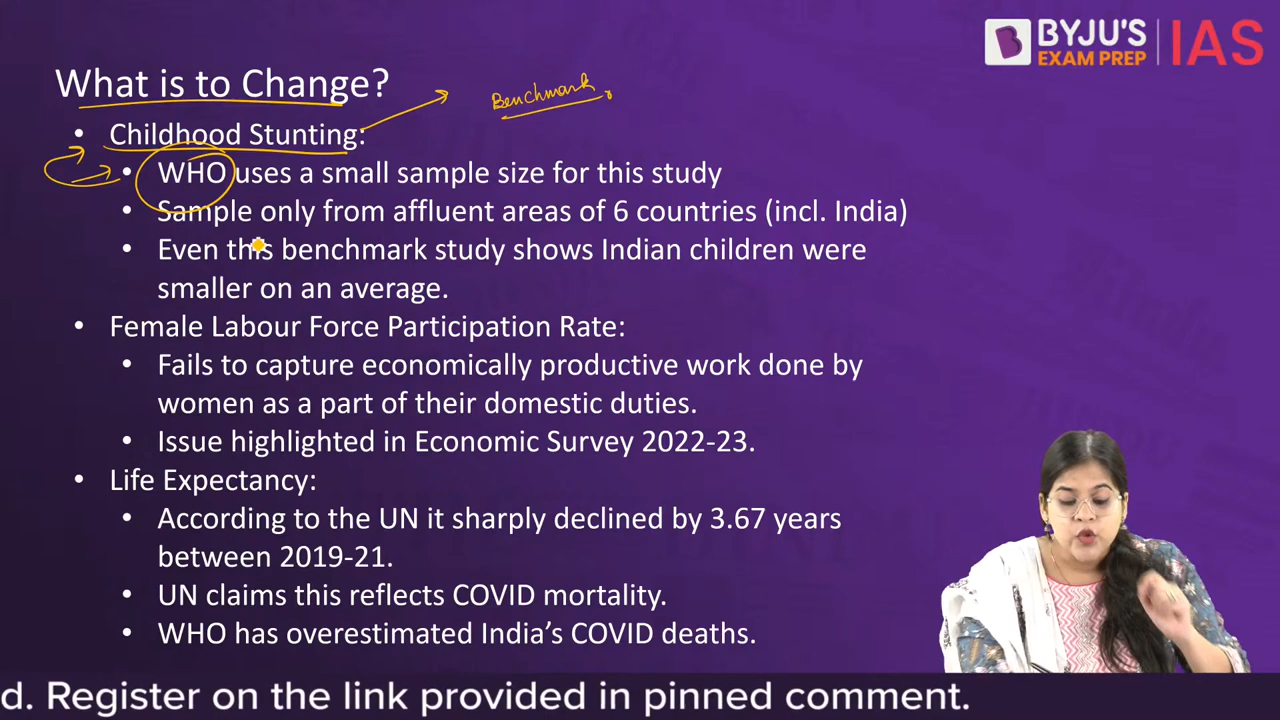 BYJU'S
EXAM PREP
IAS
What is to Change?
Benchmark
• Childhood Stunting:
• WHO uses a small sample size for this study
• Sample only from affluent areas of 6 countries (incl. India)
• Even this benchmark study shows Indian children were
smaller on an average.
• Female Labour Force Participation Rate:
• Fails to capture economically productive work done by
women as a part of their domestic duties.
• Issue highlighted in Economic Survey 2022-23.
• Life Expectancy:
• According to the UN it sharply declined by 3.67 years
between 2019-21.
• UN claims this reflects COVID mortality.
• WHO has overestimated India’s COVID deaths.
d. Register on the link provided in pinned comment.